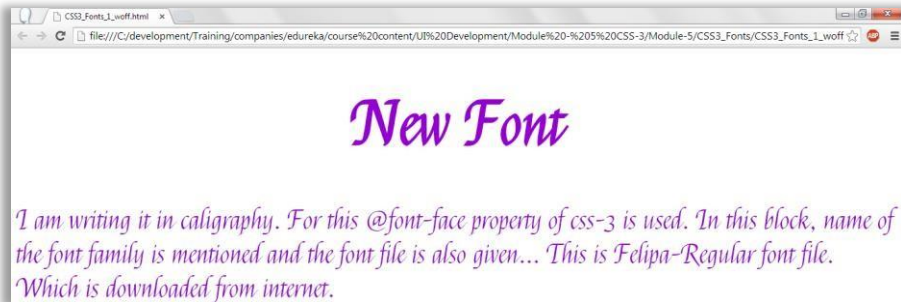 CSS3_Fonts_1_woff.html
file:///C:/development/Training/companies/edureka/course%20content/UI%20Development/Module%20-%205%20CSS-3/Module-5/CSS3_Fonts/CSS3_Fonts_1_woff
ABP
New Font
I am writing it in caligraphy. For this @font-face property of css-3 is used. In this block, name of
the font family is mentioned and the font file is also given... This is Felipa-Regular font file.
Which is downloaded from internet.